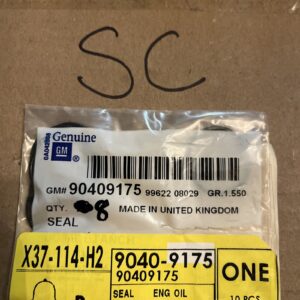 SC
Genuine
GM
GM# 90409175 99622 08029 GR.1.550
QTY. 8 MADE IN UNITED KINGDOM
SEAL
X37-114-H2 9040-9175 ONE
90409175
SEAL ENG OIL 10 PCS